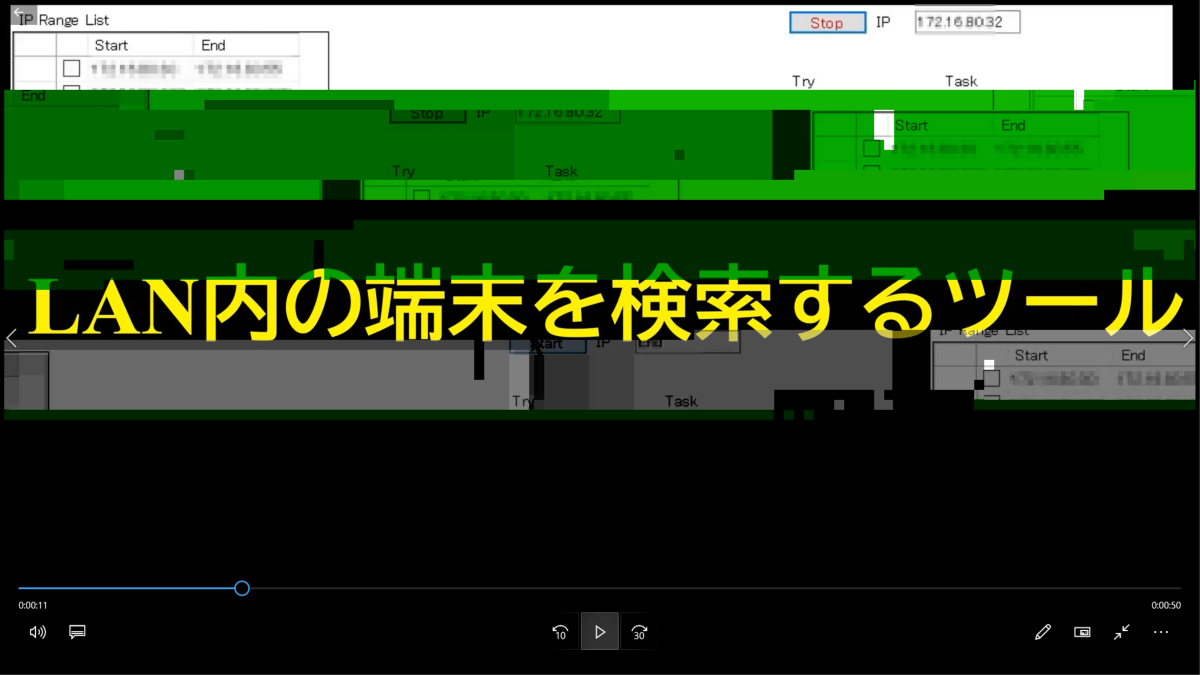 IP Range List
Stop IP 172.16.80.32
Start End
Try Task
End
Stop IP 172.16.80.32
Start End
Try Task
LAN内の端末を検索するツール
IP Range List
Start IP End
Start End
Try Task
0:00:11 0:00:50
10 30